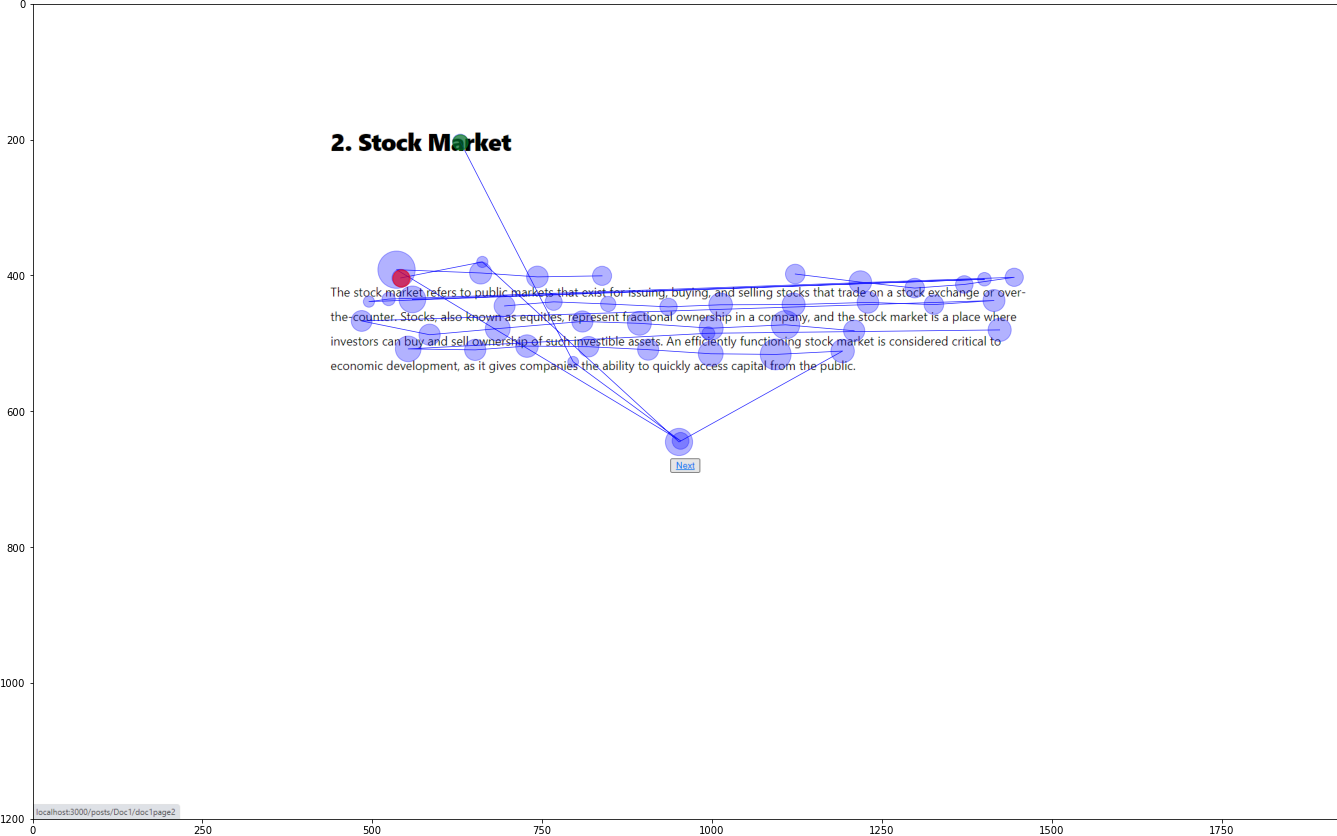 0
200
400
600
800
1000
1200
2. Stock Market
The stock market refers to public markets that exist for issuing, buying, and selling stocks that trade on a stock exchange or over-
the-counter. Stocks, also known as equities, represent fractional ownership in a company, and the stock market is a place where
investors can buy and sell ownership of such investible assets. An efficiently functioning stock market is considered critical to
economic development, as it gives companies the ability to quickly access capital from the public.
Next
localhost:3000/posts/Doc1/doc1page2
0 250 500 750 1000 1250 1500 1750